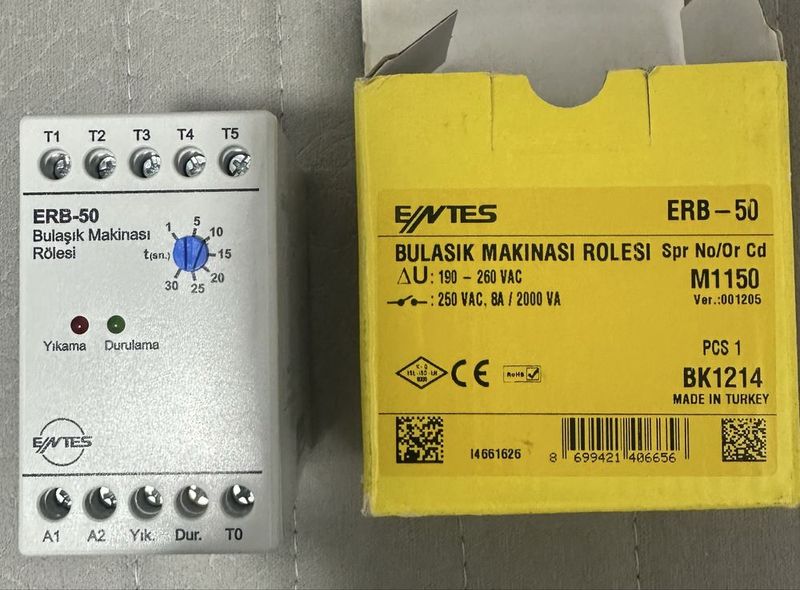 T1 T2 T3 T4 T5
ERB-50
Bulaşık Makinası
Rölesi
t(sn.)
1 5 10 15 20 25 30
Yıkama Durulama
ENTES
A1 A2 Yık. Dur. T0
ENTES ERB-50
BULASIK MAKINASI ROLESI Spr No/Or Cd
ΔU: 190 - 260 VAC M1150
: 250 VAC, 8A / 2000 VA Ver.:001205
PCS 1
CE RoHS BK1214
MADE IN TURKEY
I4661626
8 699421 406656